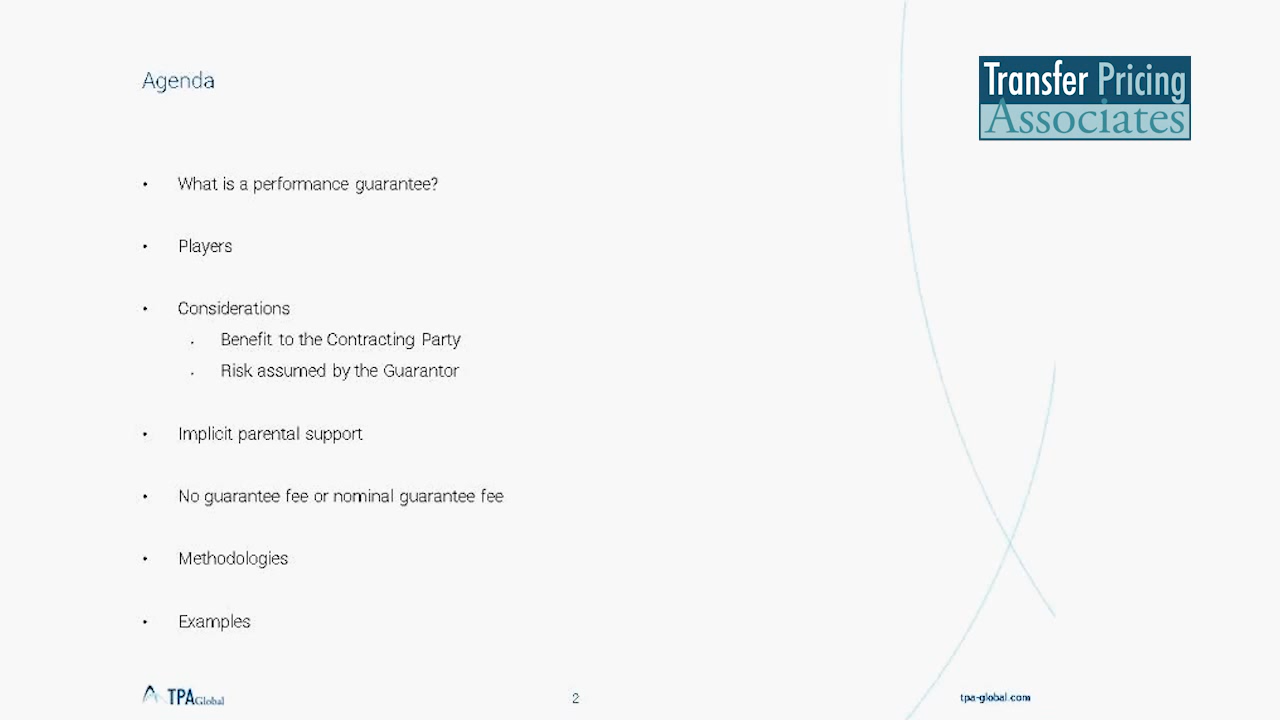 Agenda
Transfer Pricing
Associates
• What is a performance guarantee?
• Players
• Considerations
• Benefit to the Contracting Party
• Risk assumed by the Guarantor
• Implicit parental support
• No guarantee fee or nominal guarantee fee
• Methodologies
• Examples
TPA Global
2
tpa-global.com